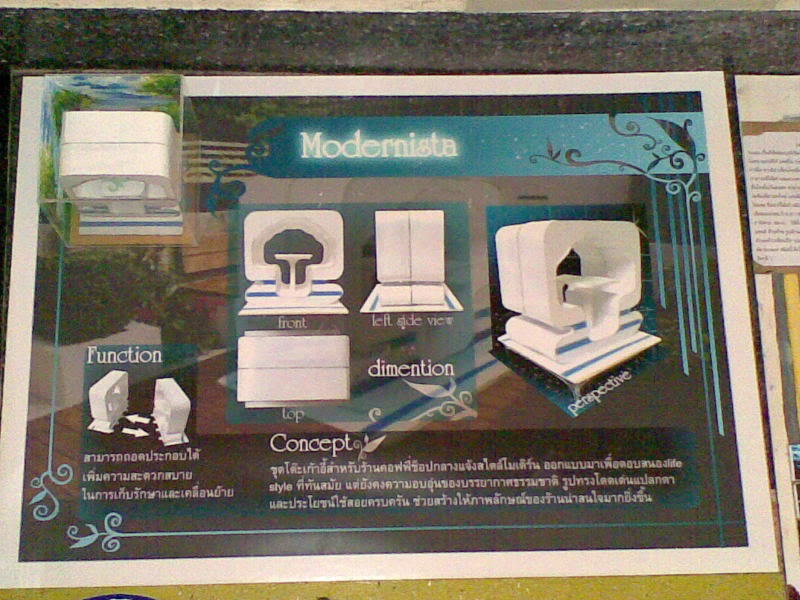 Modernista
front
left side view
top
dimention
perspective
Function
สามารถถอดประกอบได้
เพิ่มความสะดวกสบาย
ในการเก็บรักษาและเคลื่อนย้าย
Concept
ชุดโต๊ะเก้าอี้สำหรับร้านคอฟฟี่ช็อปกลางแจ้งสไตล์โมเดิร์น ออกแบบมาเพื่อตอบสนองlife
style ที่ทันสมัย แต่ยังคงความอบอุ่นของบรรยากาศธรรมชาติ รูปทรงโดดเด่นแปลกตา
และประโยชน์ใช้สอยครบครัน ช่วยสร้างให้ภาพลักษณ์ของร้านน่าสนใจมากยิ่งขึ้น